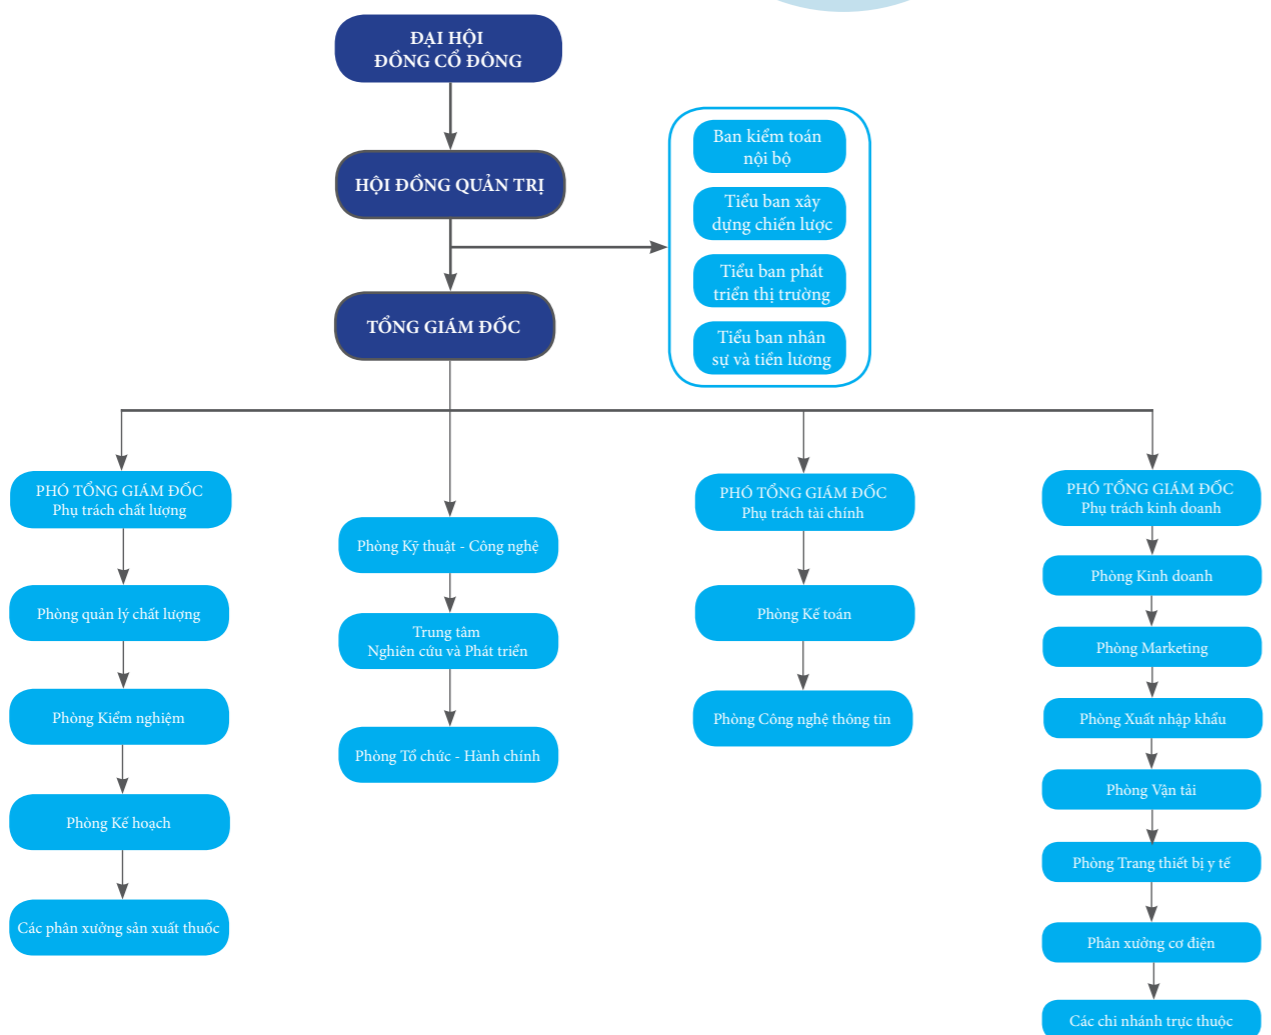 ĐẠI HỘI
ĐỒNG CỔ ĐÔNG
HỘI ĐỒNG QUẢN TRỊ
TỔNG GIÁM ĐỐC
Ban kiểm toán
nội bộ
Tiểu ban xây
dựng chiến lược
Tiểu ban phát
triển thị trường
Tiểu ban nhân
sự và tiền lương
PHÓ TỔNG GIÁM ĐỐC
Phụ trách chất lượng
Phòng quản lý chất lượng
Phòng Kiểm nghiệm
Phòng Kế hoạch
Các phân xưởng sản xuất thuốc
Phòng Kỹ thuật - Công nghệ
Trung tâm
Nghiên cứu và Phát triển
Phòng Tổ chức - Hành chính
PHÓ TỔNG GIÁM ĐỐC
Phụ trách tài chính
Phòng Kế toán
Phòng Công nghệ thông tin
PHÓ TỔNG GIÁM ĐỐC
Phụ trách kinh doanh
Phòng Kinh doanh
Phòng Marketing
Phòng Xuất nhập khẩu
Phòng Vận tải
Phòng Trang thiết bị y tế
Phân xưởng cơ điện
Các chi nhánh trực thuộc